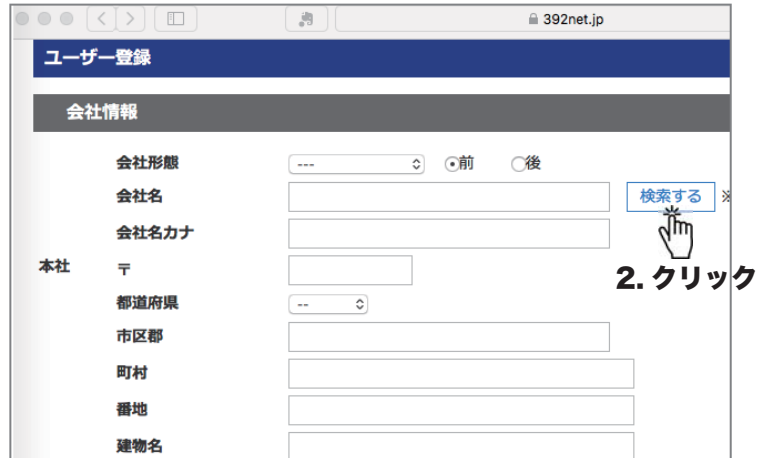 392net.jp
ユーザー登録
会社情報
会社形態 --- 前 後
会社名 検索する ※
会社名カナ
2. クリック
本社 〒
都道府県 --
市区郡
町村
番地
建物名